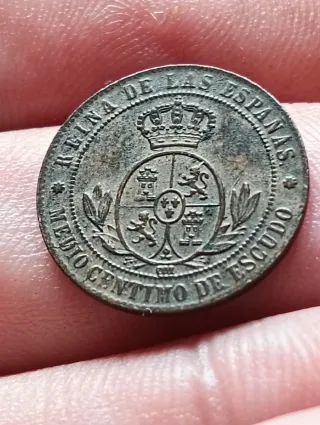 REINA DE LAS ESPAÑAS
MEDIO CENTIMO DE ESCUDO